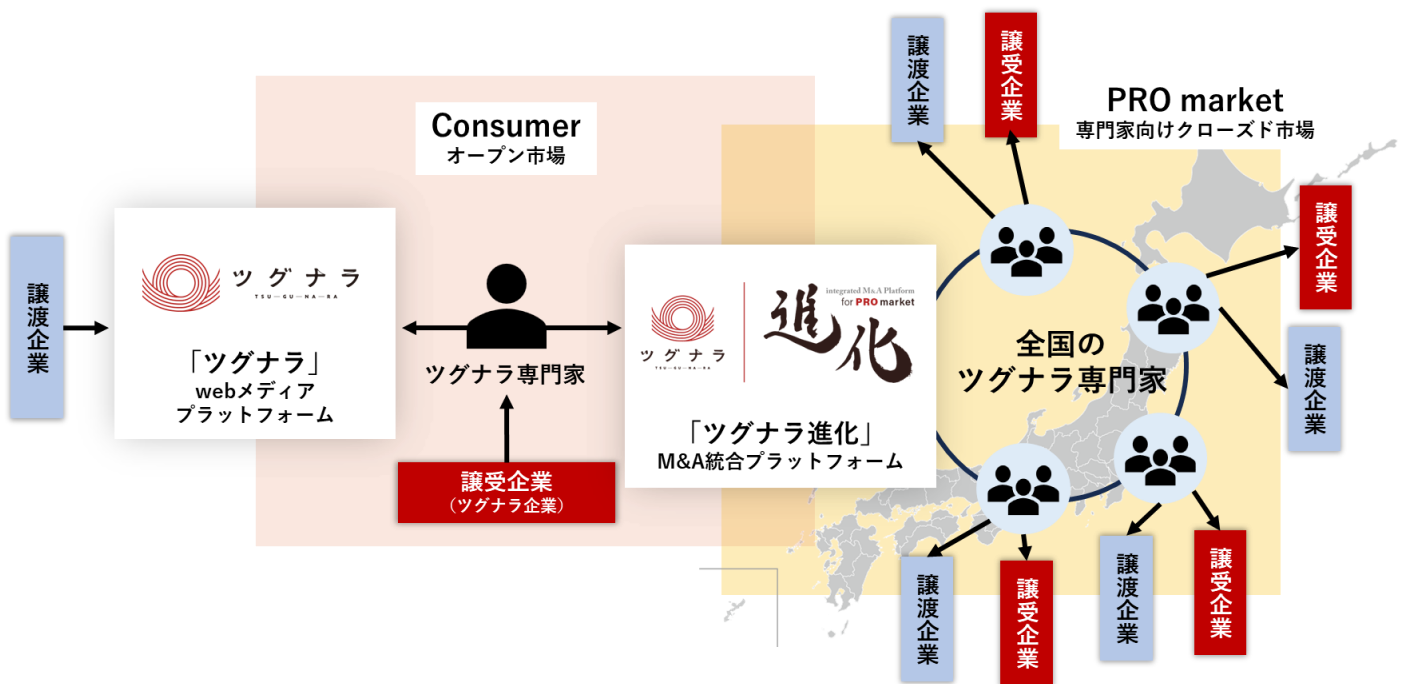 譲渡企業
ツグナラ
TSU—GU—NA—RA
「ツグナラ」
webメディア
プラットフォーム
Consumer
オープン市場
ツグナラ専門家
譲受企業
（ツグナラ企業）
ツグナラ
TSU—GU—NA—RA
integrated M&A Platform
for PRO market
進化
「ツグナラ進化」
M&A統合プラットフォーム
PRO market
専門家向けクローズド市場
全国の
ツグナラ専門家
譲渡企業
譲受企業
譲受企業
譲渡企業
譲渡企業
譲受企業
譲渡企業
譲受企業